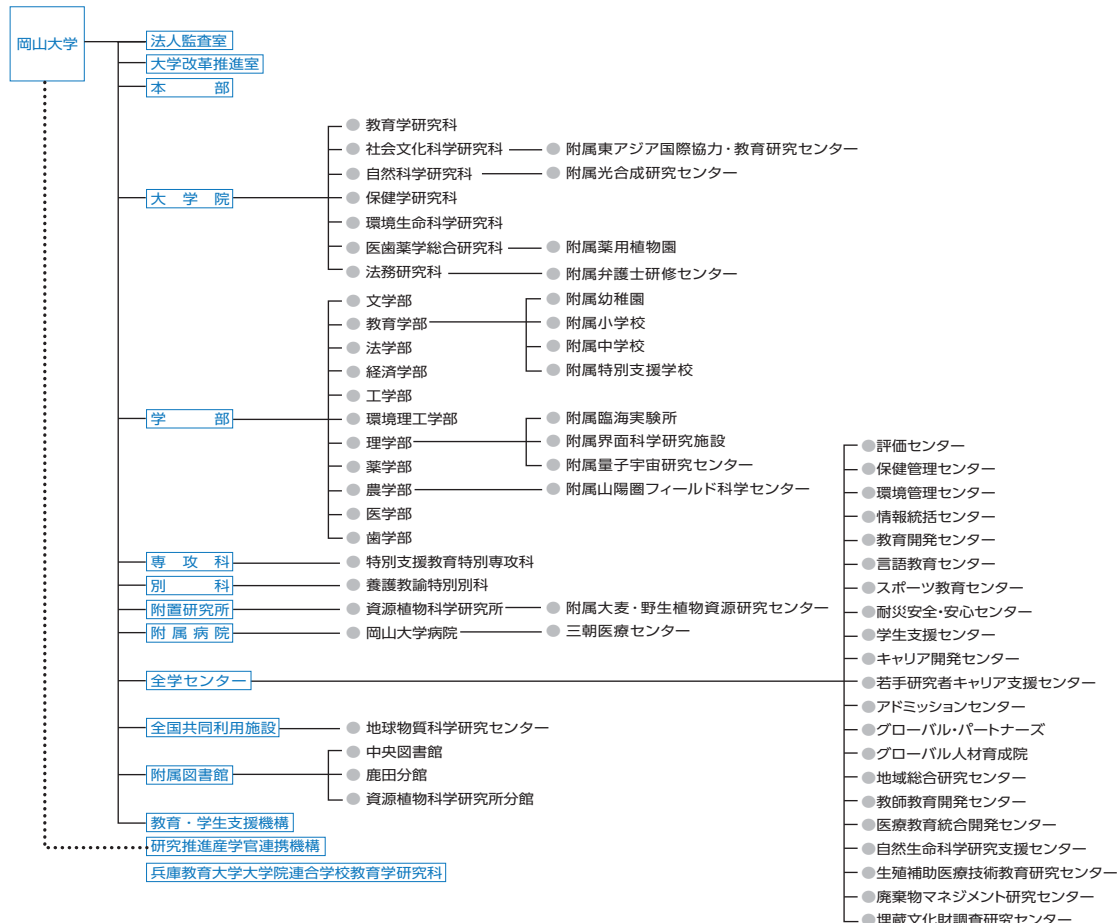 岡山大学
法人監査室
大学改革推進室
本部
大学院
教育学研究科
社会文化科学研究科
附属東アジア国際協力・教育研究センター
自然科学研究科
附属光合成研究センター
保健学研究科
環境生命科学研究科
医歯薬学総合研究科
附属薬用植物園
法務研究科
附属弁護士研修センター
学部
文学部
教育学部
附属幼稚園
附属小学校
附属中学校
附属特別支援学校
法学部
経済学部
工学部
環境理工学部
理学部
附属臨海実験所
附属界面科学研究施設
附属量子宇宙研究センター
薬学部
農学部
附属山陽圏フィールド科学センター
医学部
歯学部
専攻科
特別支援教育特別専攻科
別科
養護教諭特別別科
附置研究所
資源植物科学研究所
附属大麦・野生植物資源研究センター
附属病院
岡山大学病院
三朝医療センター
全学センター
評価センター
保健管理センター
環境管理センター
情報統括センター
教育開発センター
言語教育センター
スポーツ教育センター
耐災安全・安心センター
学生支援センター
キャリア開発センター
若手研究者キャリア支援センター
アドミッションセンター
グローバル・パートナーズ
グローバル人材育成院
地域総合研究センター
教師教育開発センター
医療教育統合開発センター
自然生命科学研究支援センター
生殖補助医療技術教育研究センター
廃棄物マネジメント研究センター
埋蔵文化財調査研究センター
全国共同利用施設
地球物質科学研究センター
附属図書館
中央図書館
鹿田分館
資源植物科学研究所分館
教育・学生支援機構
研究推進産学官連携機構
兵庫教育大学大学院連合学校教育学研究科